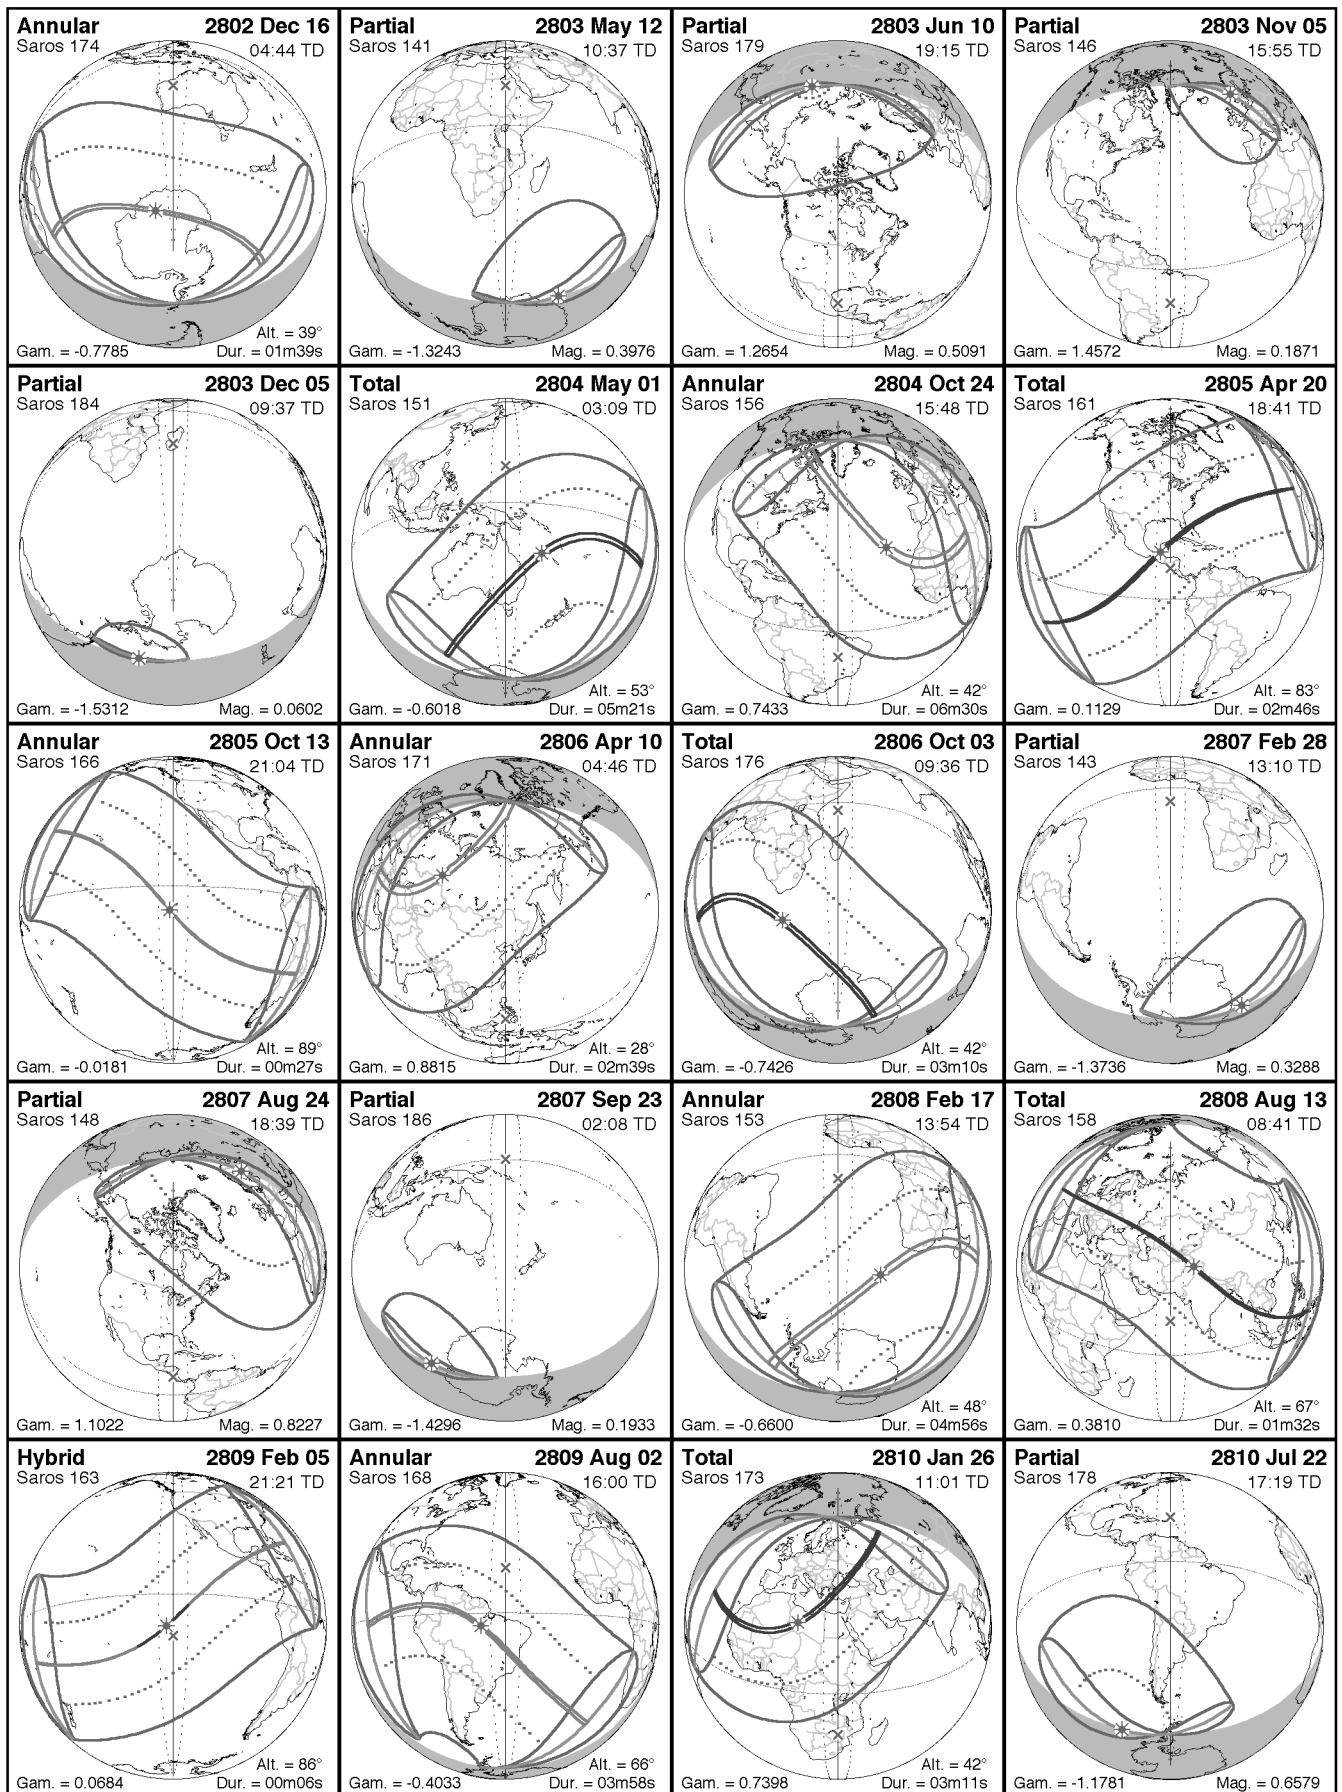 Annular 2802 Dec 16
Saros 174 04:44 TD
Alt. = 39°
Gam. = -0.7785 Dur. = 01m39s
Partial 2803 May 12
Saros 141 10:37 TD
Gam. = -1.3243 Mag. = 0.3976
Partial 2803 Jun 10
Saros 179 19:15 TD
Gam. = 1.2654 Mag. = 0.5091
Partial 2803 Nov 05
Saros 146 15:55 TD
Gam. = 1.4572 Mag. = 0.1871
Partial 2803 Dec 05
Saros 184 09:37 TD
Gam. = -1.5312 Mag. = 0.0602
Total 2804 May 01
Saros 151 03:09 TD
Alt. = 53°
Gam. = -0.6018 Dur. = 05m21s
Annular 2804 Oct 24
Saros 156 15:48 TD
Alt. = 42°
Gam. = 0.7433 Dur. = 06m30s
Total 2805 Apr 20
Saros 161 18:41 TD
Alt. = 83°
Gam. = 0.1129 Dur. = 02m46s
Annular 2805 Oct 13
Saros 166 21:04 TD
Alt. = 89°
Gam. = -0.0181 Dur. = 00m27s
Annular 2806 Apr 10
Saros 171 04:46 TD
Alt. = 28°
Gam. = 0.8815 Dur. = 02m39s
Total 2806 Oct 03
Saros 176 09:36 TD
Alt. = 42°
Gam. = -0.7426 Dur. = 03m10s
Partial 2807 Feb 28
Saros 143 13:10 TD
Gam. = -1.3736 Mag. = 0.3288
Partial 2807 Aug 24
Saros 148 18:39 TD
Gam. = 1.1022 Mag. = 0.8227
Partial 2807 Sep 23
Saros 186 02:08 TD
Gam. = -1.4296 Mag. = 0.1933
Annular 2808 Feb 17
Saros 153 13:54 TD
Alt. = 48°
Gam. = -0.6600 Dur. = 04m56s
Total 2808 Aug 13
Saros 158 08:41 TD
Alt. = 67°
Gam. = 0.3810 Dur. = 01m32s
Hybrid 2809 Feb 05
Saros 163 21:21 TD
Alt. = 86°
Gam. = 0.0684 Dur. = 00m06s
Annular 2809 Aug 02
Saros 168 16:00 TD
Alt. = 66°
Gam. = -0.4033 Dur. = 03m58s
Total 2810 Jan 26
Saros 173 11:01 TD
Alt. = 42°
Gam. = 0.7398 Dur. = 03m11s
Partial 2810 Jul 22
Saros 178 17:19 TD
Gam. = -1.1781 Mag. = 0.6579